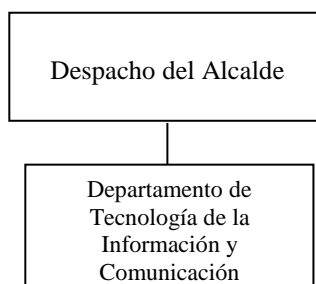 Despacho del Alcalde
Departamento de
Tecnología de la
Información y
Comunicación